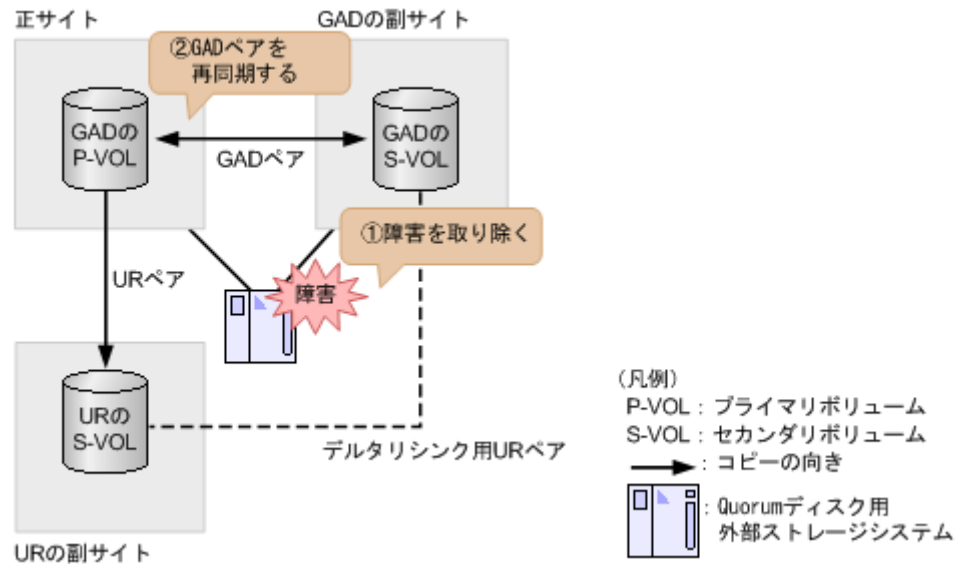 正サイト
GADの副サイト
②GADペアを
再同期する
GADの
P-VOL
GADペア
GADの
S-VOL
①障害を取り除く
URペア
障害
URの
S-VOL
デルタリシンク用URペア
URの副サイト
（凡例）
P-VOL：プライマリボリューム
S-VOL：セカンダリボリューム
：コピーの向き
：Quorumディスク用
外部ストレージシステム